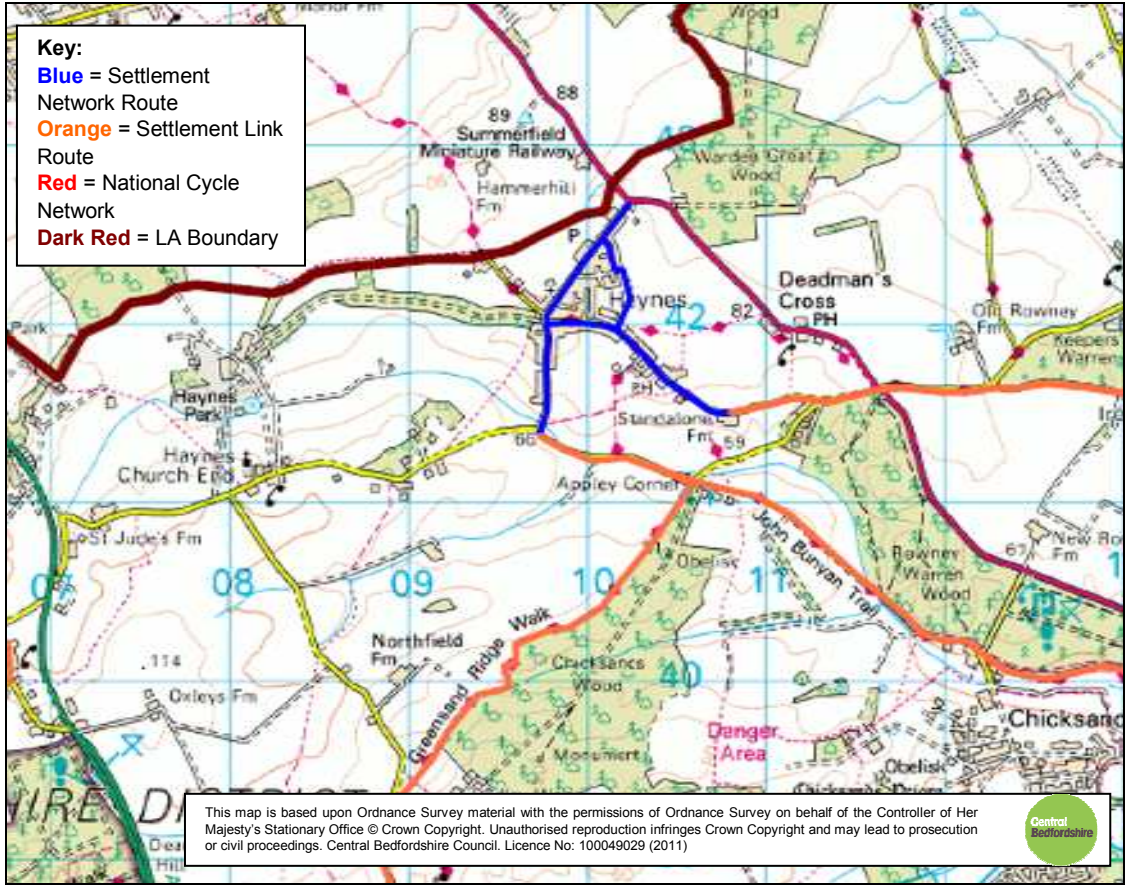 Key:
Blue = Settlement
Network Route
Orange = Settlement Link
Route
Red = National Cycle
Network
Dark Red = LA Boundary
Wood
88
89
Summerfield
Miniature Railway
Warden Great
Wood
Hammerhill
Fm
P
Haynes
42
82
Deadman's
Cross
PH
Old Rowney
Fm
Keepers
Warren
Park
Haynes
Park
PH
Standalone
Fm
59
66
Haynes
Church End
Appley Corner
St Jude's Fm
Obelisk
John Bunyan Trail
Rowney
Warren
Wood
67
08
09
10
11
Greensand Ridge Walk
Northfield
Fm
114
Oxleys Fm
Chicksands
Wood
40
Danger
Area
Monument
Obelisk
Chicksand
This map is based upon Ordnance Survey material with the permissions of Ordnance Survey on behalf of the Controller of Her
Majesty's Stationary Office © Crown Copyright. Unauthorised reproduction infringes Crown Copyright and may lead to prosecution
or civil proceedings. Central Bedfordshire Council. Licence No: 100049029 (2011)
Central
Bedfordshire